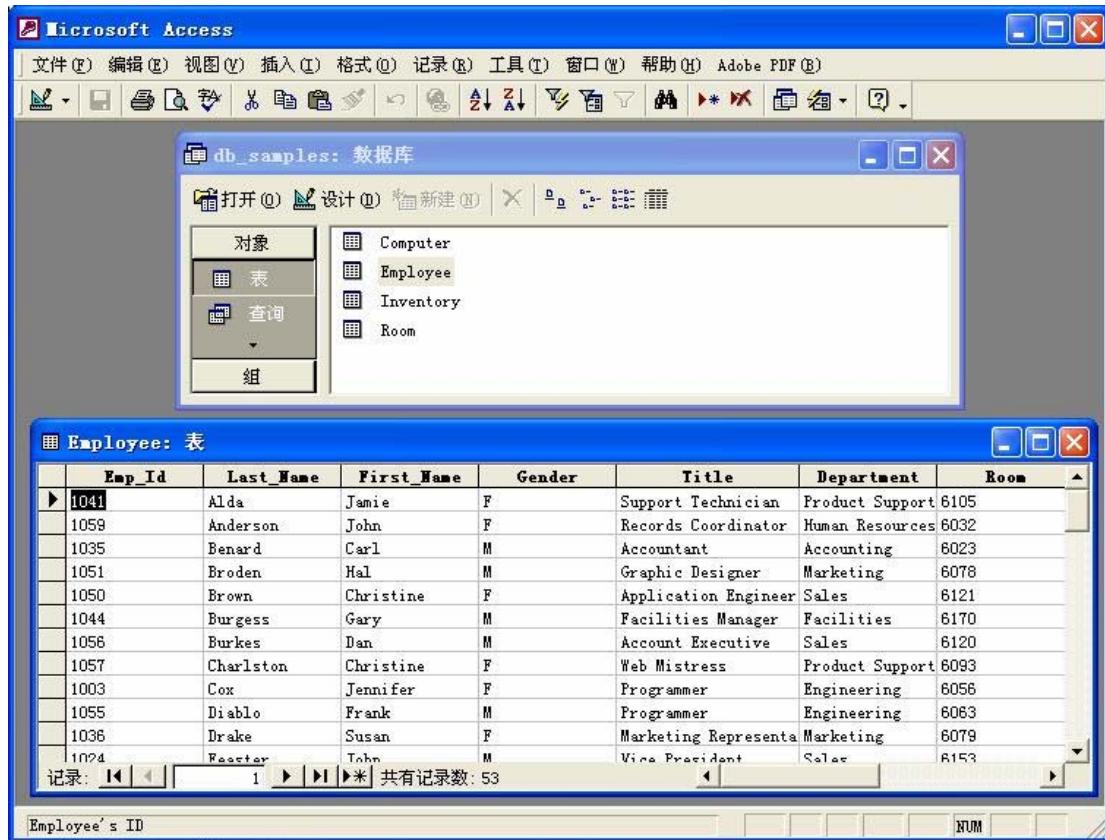 Microsoft Access
文件(F) 编辑(E) 视图(V) 插入(I) 格式(O) 记录(R) 工具(T) 窗口(W) 帮助(H) Adobe PDF(B)
db_samples: 数据库
打开(O) 设计(D) 新建(N)
对象
表
查询
组
Computer
Employee
Inventory
Room
Employee: 表
Emp_Id Last_Name First_Name Gender Title Department Room
1041 Alda Jamie F Support Technician Product Support 6105
1059 Anderson John F Records Coordinator Human Resources 6032
1035 Benard Carl M Accountant Accounting 6023
1051 Broden Hal M Graphic Designer Marketing 6078
1050 Brown Christine F Application Engineer Sales 6121
1044 Burgess Gary M Facilities Manager Facilities 6170
1056 Burkes Dan M Account Executive Sales 6120
1057 Charlston Christine F Web Mistress Product Support 6093
1003 Cox Jennifer F Programmer Engineering 6056
1055 Diablo Frank M Programmer Engineering 6063
1036 Drake Susan F Marketing Representa Marketing 6079
1024 Feaster John M Vice President Sales 6153
记录: 1 共有记录数: 53
Employee's ID NUM